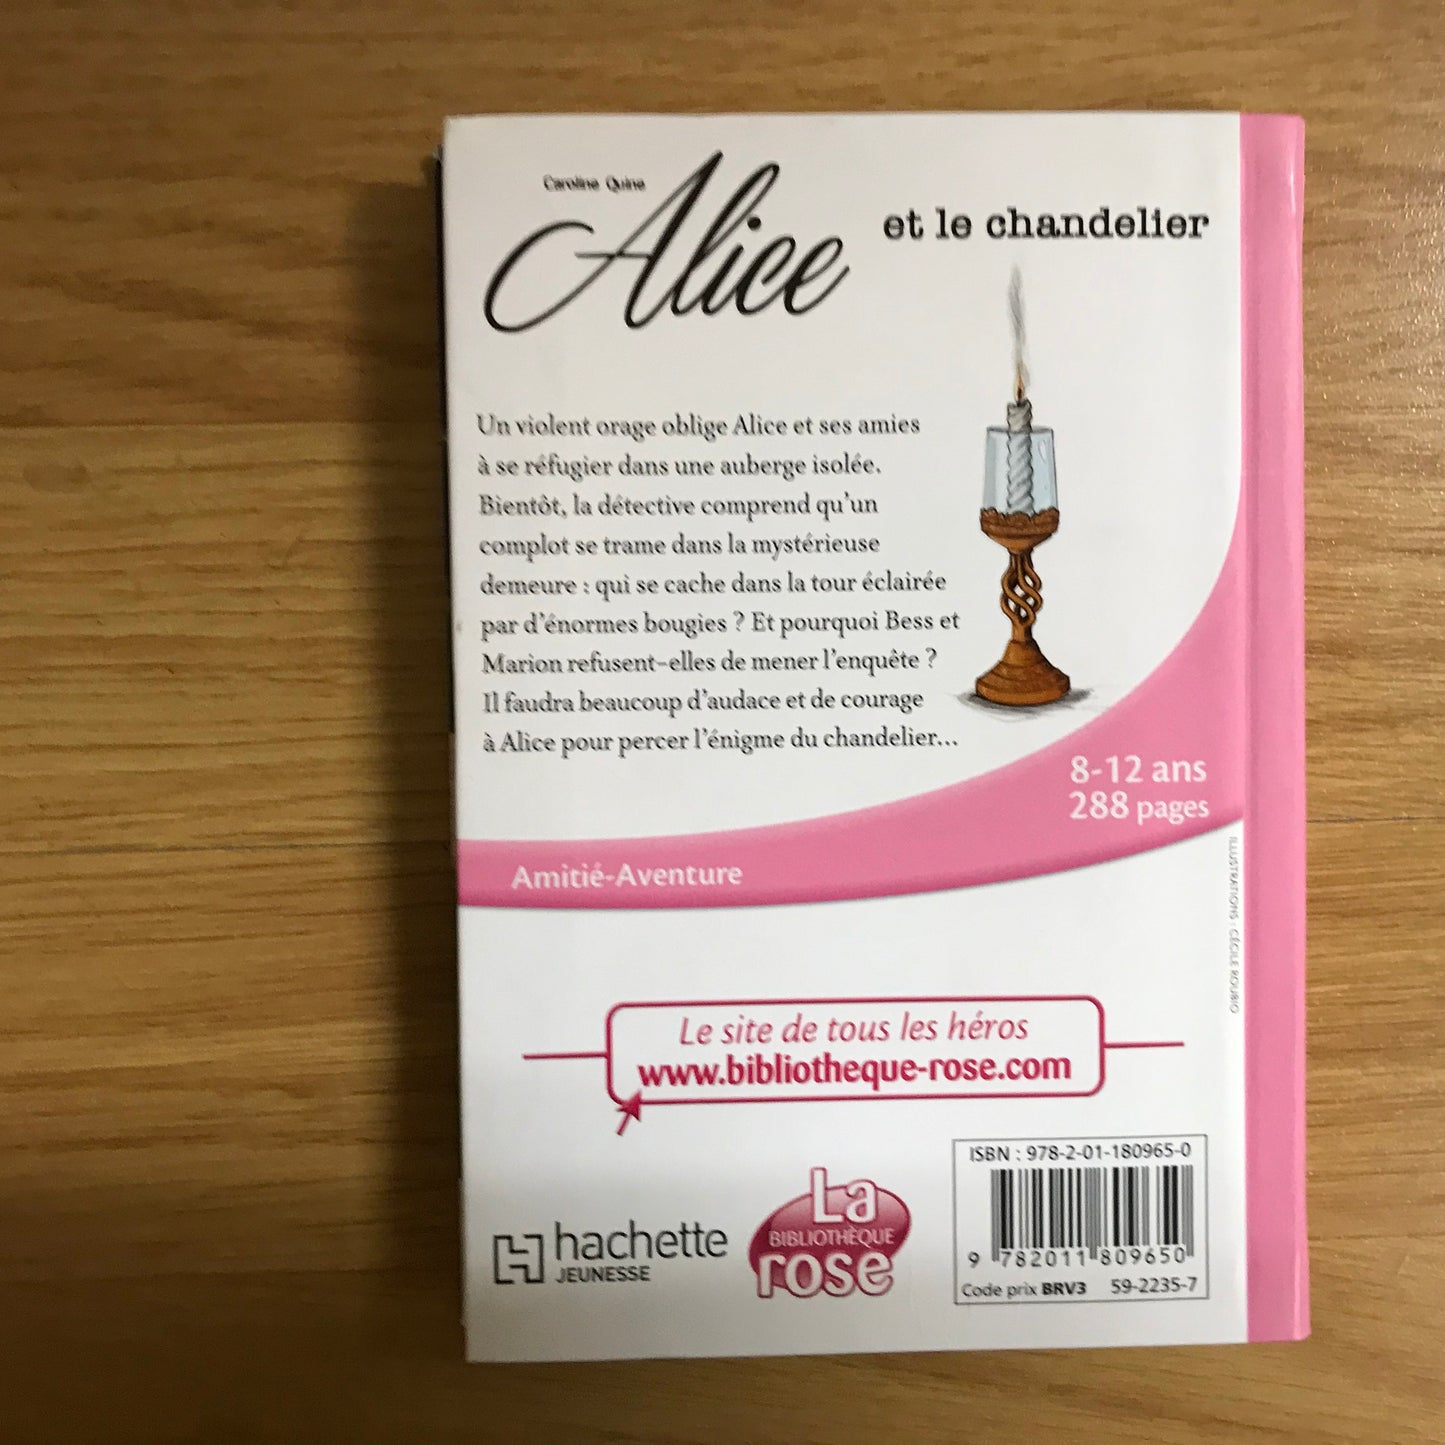 Caroline Quine
Alice
et le chandelier
Un violent orage oblige Alice et ses amies
à se réfugier dans une auberge isolée.
Bientôt, la détective comprend qu'un
complot se trame dans la mystérieuse
demeure : qui se cache dans la tour éclairée
par d'énormes bougies ? Et pourquoi Bess et
Marion refusent-elles de mener l'enquête ?
Il faudra beaucoup d'audace et de courage
à Alice pour percer l'énigme du chandelier...
8-12 ans
288 pages
Amitié-Aventure
ILLUSTRATIONS : CÉCILE ROUBIO
Le site de tous les héros
www.bibliotheque-rose.com
hachette
JEUNESSE
La
BIBLIOTHÈQUE
rose
ISBN : 978-2-01-180965-0
9 782011 809650
Code prix BRV3 59-2235-7